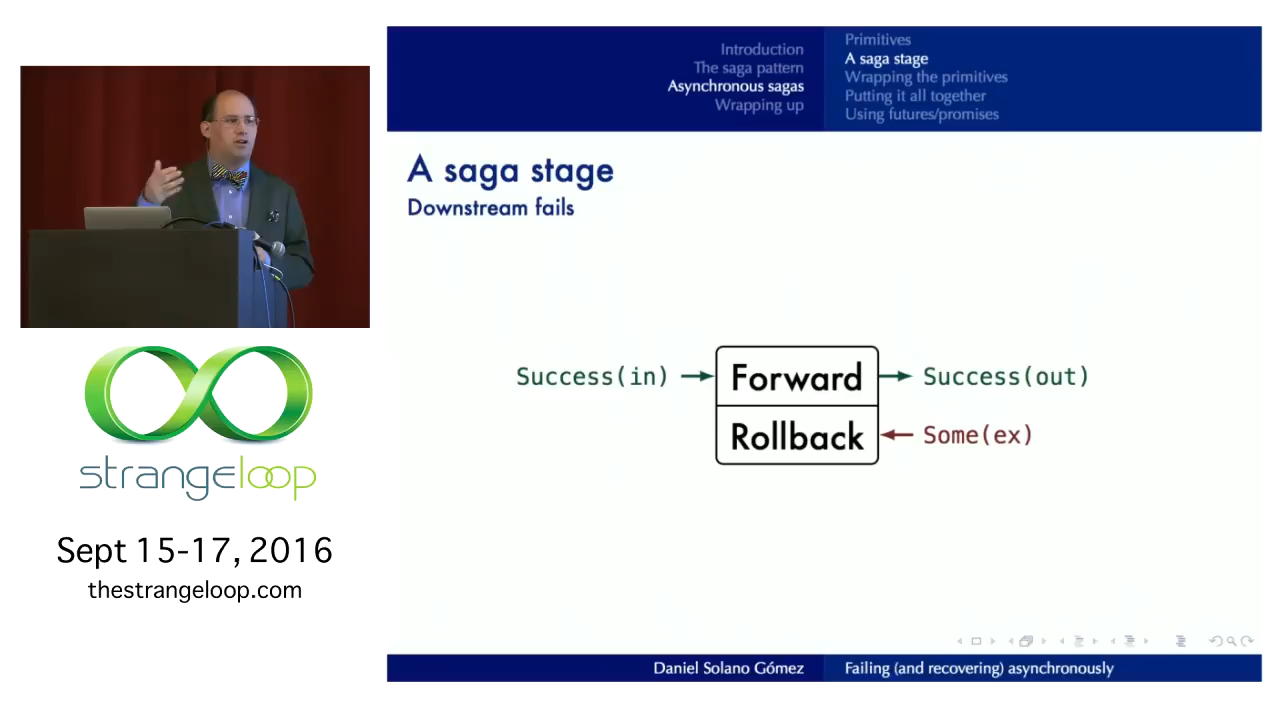 strangeloop
Sept 15-17, 2016
thestrangeloop.com
Introduction
The saga pattern
Asynchronous sagas
Wrapping up
Primitives
A saga stage
Wrapping the primitives
Putting it all together
Using futures/promises
A saga stage
Downstream fails
Success(in)
Forward
Success(out)
Rollback
Some(ex)
Daniel Solano Gómez
Failing (and recovering) asynchronously